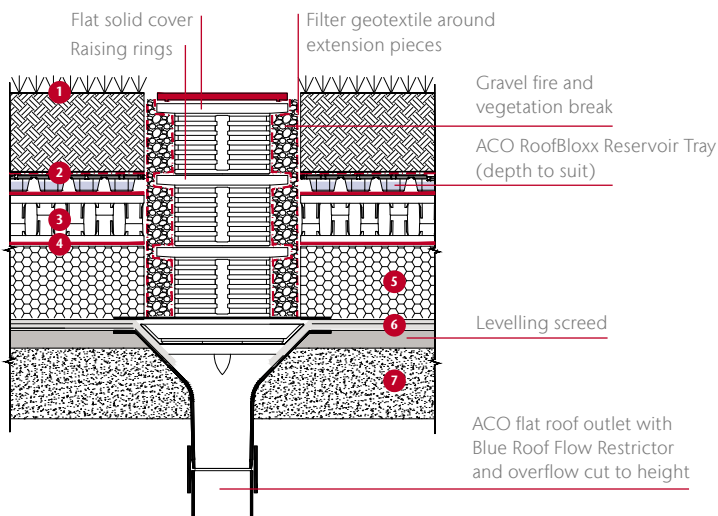 Flat solid cover
Raising rings
Filter geotextile around
extension pieces
Gravel fire and
vegetation break
ACO RoofBloxx Reservoir Tray
(depth to suit)
1
2
3
4
5
6
Levelling screed
7
ACO flat roof outlet with
Blue Roof Flow Restrictor
and overflow cut to height